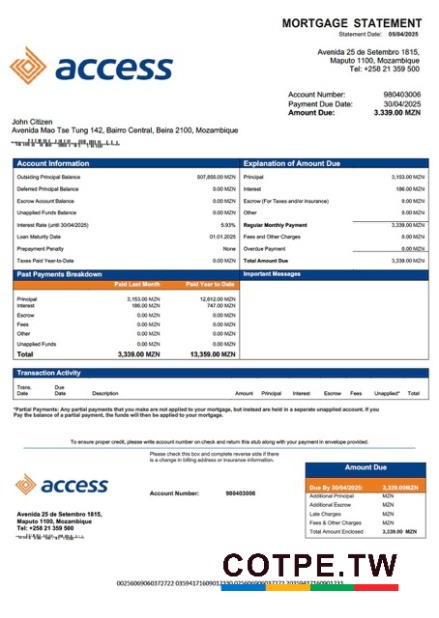 MORTGAGE STATEMENT
Statement Date: 05/04/2025
access
Avenida 25 de Setembro 1815,
Maputo 1100, Mozambique
Tel: +258 21 359 500
Account Number: 980403006
Payment Due Date: 30/04/2025
Amount Due: 3.339.00 MZN
John Citizen
Avenida Mao Tse Tung 142, Bairro Central, Beira 2100, Mozambique
Account Information
Outsiding Principal Balance MZN
Deferred Principal Balance 0.00 MZN
Escrow Account Balance 0.00 MZN
Unapplied Funds Balance 0.00 MZN
Interest Rate (until 30/04/2025) 5.93%
Loan Maturity Date 01.01.2025
Prepayment Penalty None
Taxes Paid Year-to-Date 0.00 MZN
Explanation of Amount Due
Principal 3,153.00 MZN
Interest 186.00 MZN
Escrow (For Taxes and/or Insurance) 0.00 MZN
Other 0.00 MZN
Regular Monthly Payment 3,339.00 MZN
Fees and Other Charges 0.00 MZN
Overdue Payment 0.00 MZN
Total Amount Due 3,339.00 MZN
Past Payments Breakdown
Paid Last Month Paid Year to Date
Principal 3,153.00 MZN 12,612.00 MZN
Interest 186.00 MZN 747.00 MZN
Escrow 0.00 MZN 0.00 MZN
Fees 0.00 MZN 0.00 MZN
Other 0.00 MZN 0.00 MZN
Unapplied Funds 0.00 MZN 0.00 MZN
Total 3,339.00 MZN 13,359.00 MZN
Important Messages
Transaction Activity
Trans. Date Due Date Description Amount Principal Interest Escrow Fees Unapplied* Total
*Partial Payments: Any partial payments that you make are not applied to your mortgage, but instead are held in a separate unapplied account. If you
Pay the balance of a partial payment, the funds will then be applied to your mortgage.
To ensure proper credit, please write account number on check and return this stub along with your payment in envelope provided.
Please check this box and complete reverse side if there
is a change in billing address or insurance information.
access
Account Number: 980403006
Avenida 25 de Setembro 1815,
Maputo 1100, Mozambique
Tel: +258 21 359 500
Amount Due
Due By 30/04/2025: 3,339.00MZN
Additional Principal MZN
Additional Escrow MZN
Late Charges MZN
Fees & Other Charges MZN
Total Amount Enclosed 3,339.00 MZN
COTPE.TW